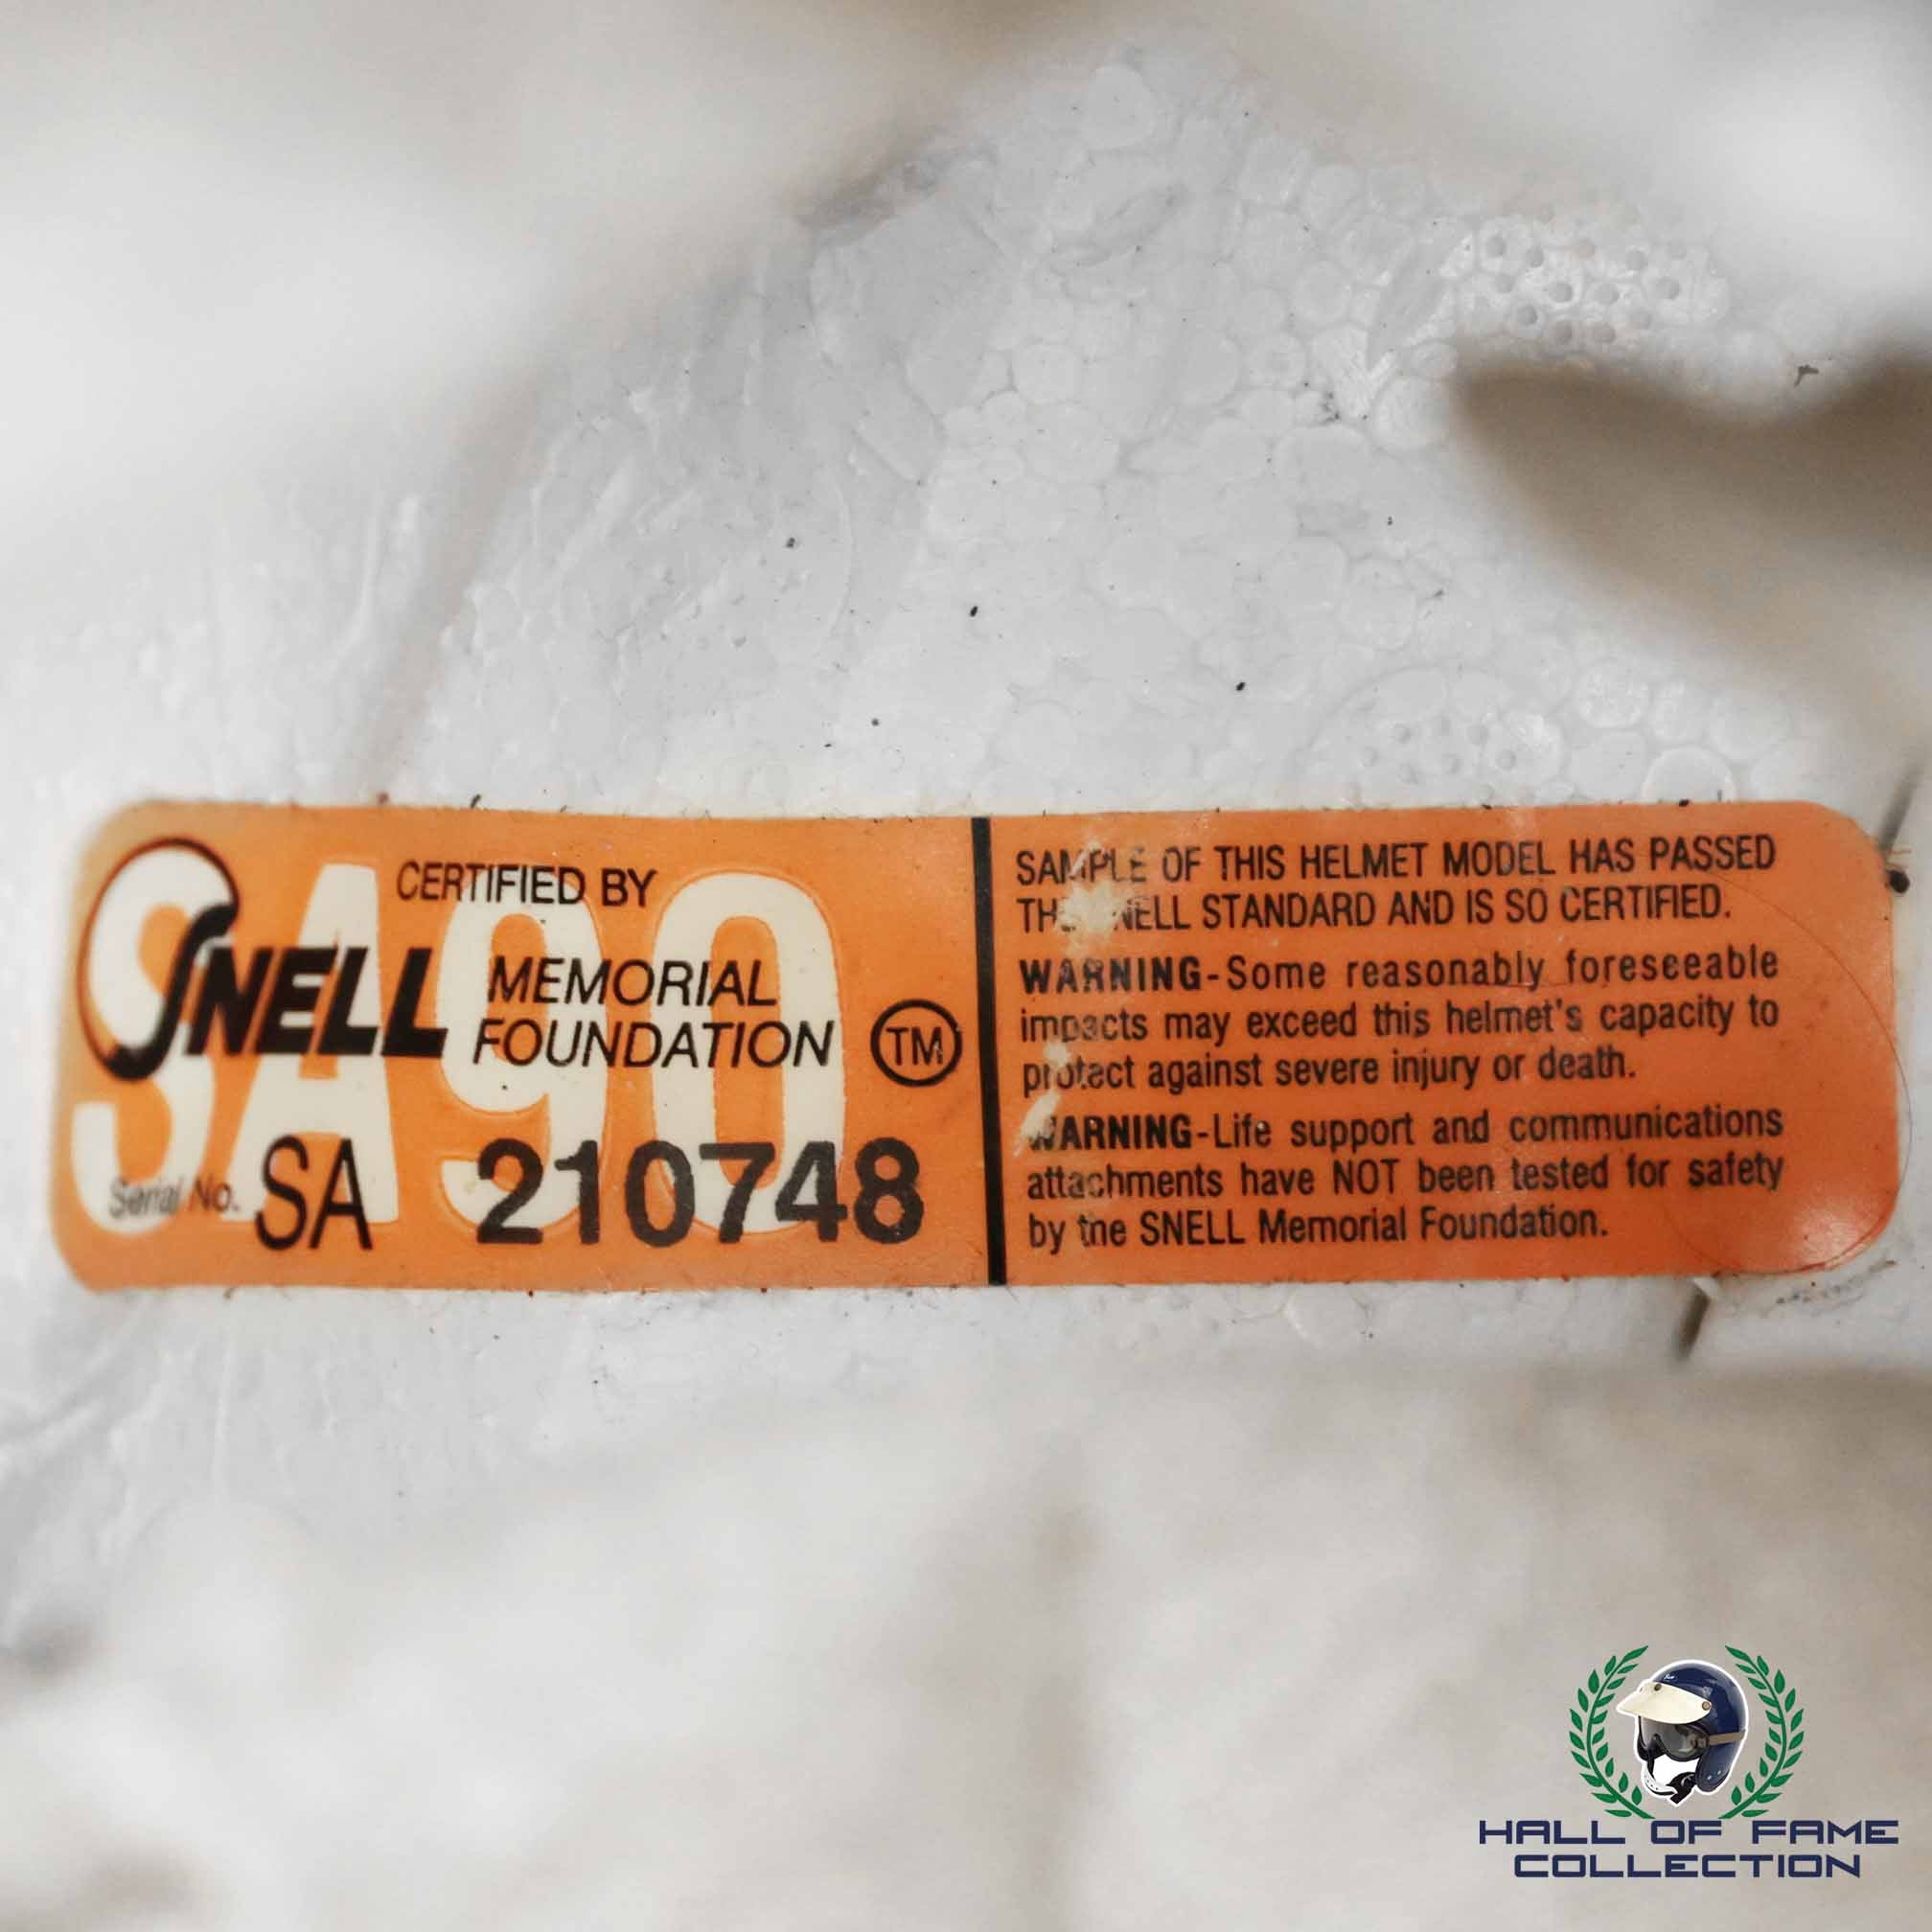 SA90
CERTIFIED BY
SNELL MEMORIAL
FOUNDATION TM
Serial No. SA 210748
SAMPLE OF THIS HELMET MODEL HAS PASSED
THE SNELL STANDARD AND IS SO CERTIFIED.
WARNING-Some reasonably foreseeable
impacts may exceed this helmet's capacity to
protect against severe injury or death.
WARNING-Life support and communications
attachments have NOT been tested for safety
by the SNELL Memorial Foundation.
HALL OF FAME
COLLECTION